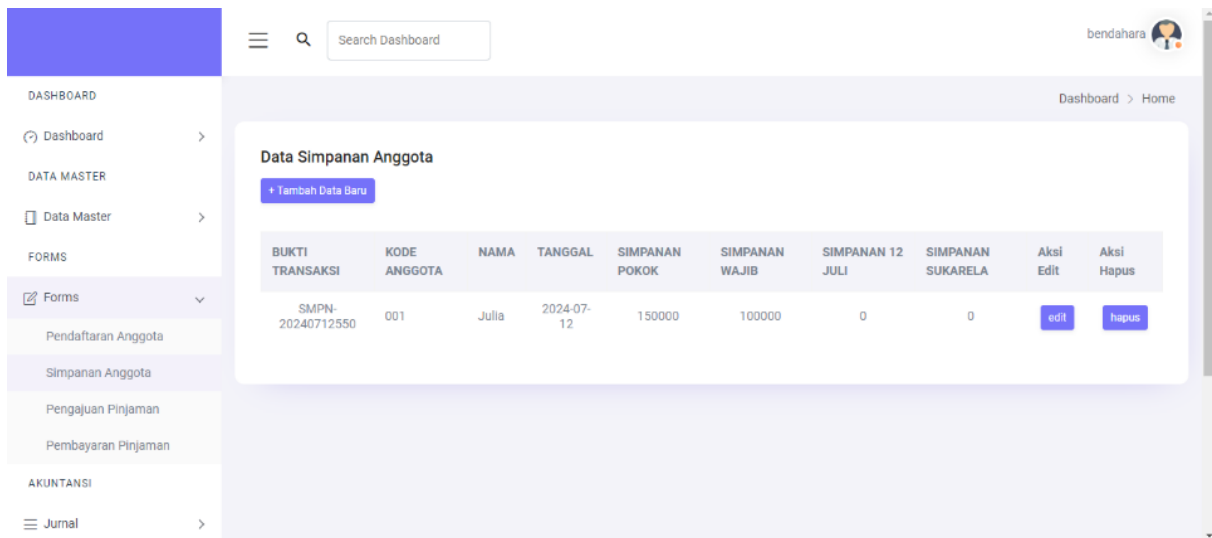 Search Dashboard
bendahara
DASHBOARD
Dashboard > Home
Dashboard
Data Simpanan Anggota
DATA MASTER
+ Tambah Data Baru
Data Master
FORMS
BUKTI TRANSAKSI KODE ANGGOTA NAMA TANGGAL SIMPANAN POKOK SIMPANAN WAJIB SIMPANAN 12 JULI SIMPANAN SUKARELA Aksi Edit Aksi Hapus
Forms
SMPN-20240712550 001 Julia 2024-07-12 150000 100000 0 0 edit hapus
Pendaftaran Anggota
Simpanan Anggota
Pengajuan Pinjaman
Pembayaran Pinjaman
AKUNTANSI
Jurnal